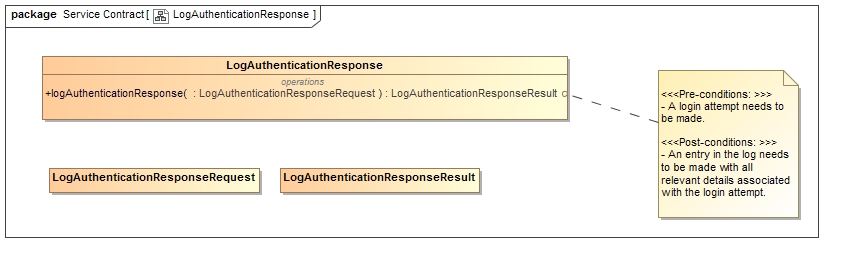 package Service Contract [ LogAuthenticationResponse ]
LogAuthenticationResponse
operations
+logAuthenticationResponse( : LogAuthenticationResponseRequest ) : LogAuthenticationResponseResult
<<<Pre-conditions: >>>
- A login attempt needs to
be made.
<<<Post-conditions: >>>
- An entry in the log needs
to be made with all
relevant details associated
with the login attempt.
LogAuthenticationResponseRequest
LogAuthenticationResponseResult